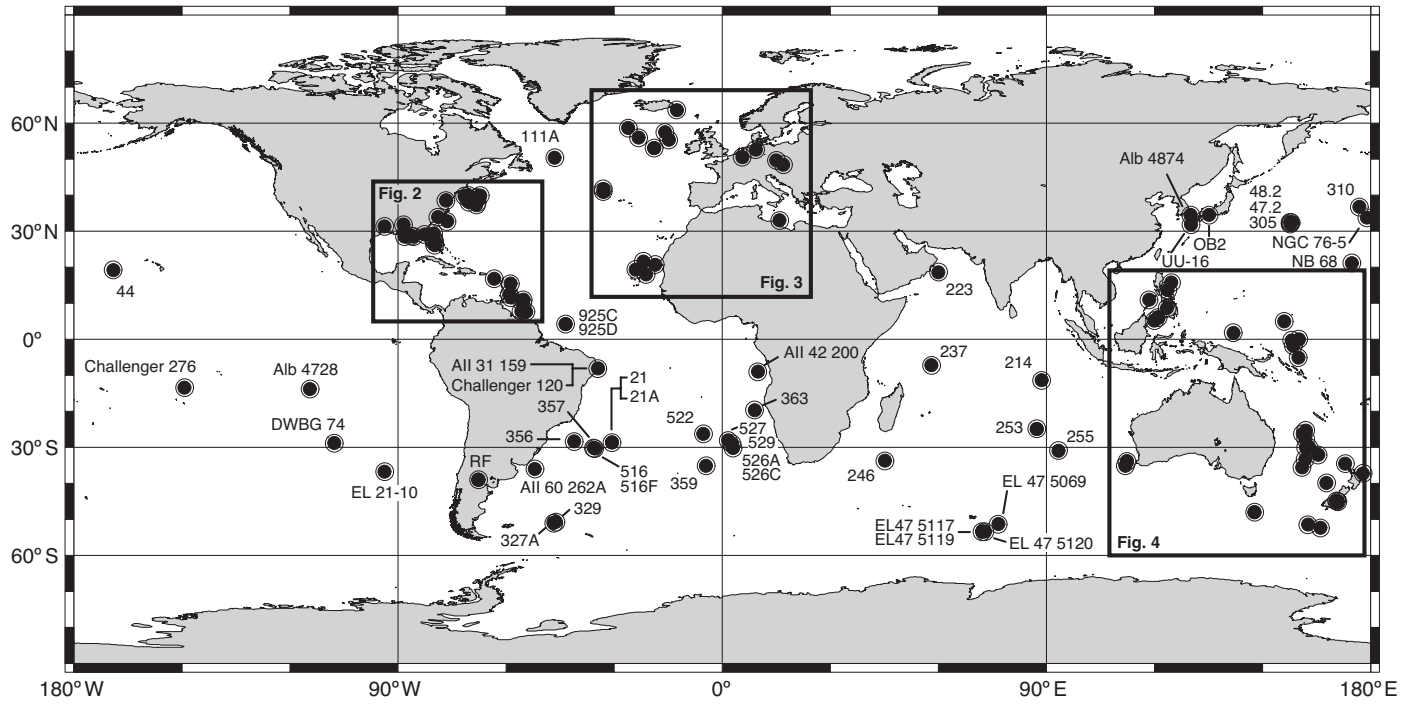 60°N
30°N
0°
30°S
60°S
180°W
90°W
0°
90°E
180°E
Fig. 2
Fig. 3
Fig. 4
111A
Alb 4874
48.2
47.2
305
310
NGC 76-5
NB 68
OB2
UU-16
44
223
925C
925D
Challenger 276
Alb 4728
DWBG 74
EL 21-10
AII 31 159
Challenger 120
AII 42 200
237
214
21
21A
357
363
356
522
527
529
526A
526C
253
255
RF
516
516F
359
246
AII 60 262A
329
327A
EL 47 5069
EL47 5117
EL47 5119
EL 47 5120